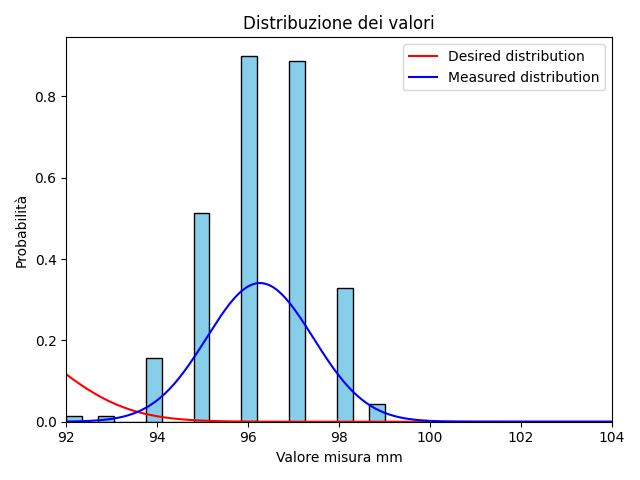 Distribuzione dei valori
Desired distribution
Measured distribution
Probabilità
0.8
0.6
0.4
0.2
0.0
92 94 96 98 100 102 104
Valore misura mm